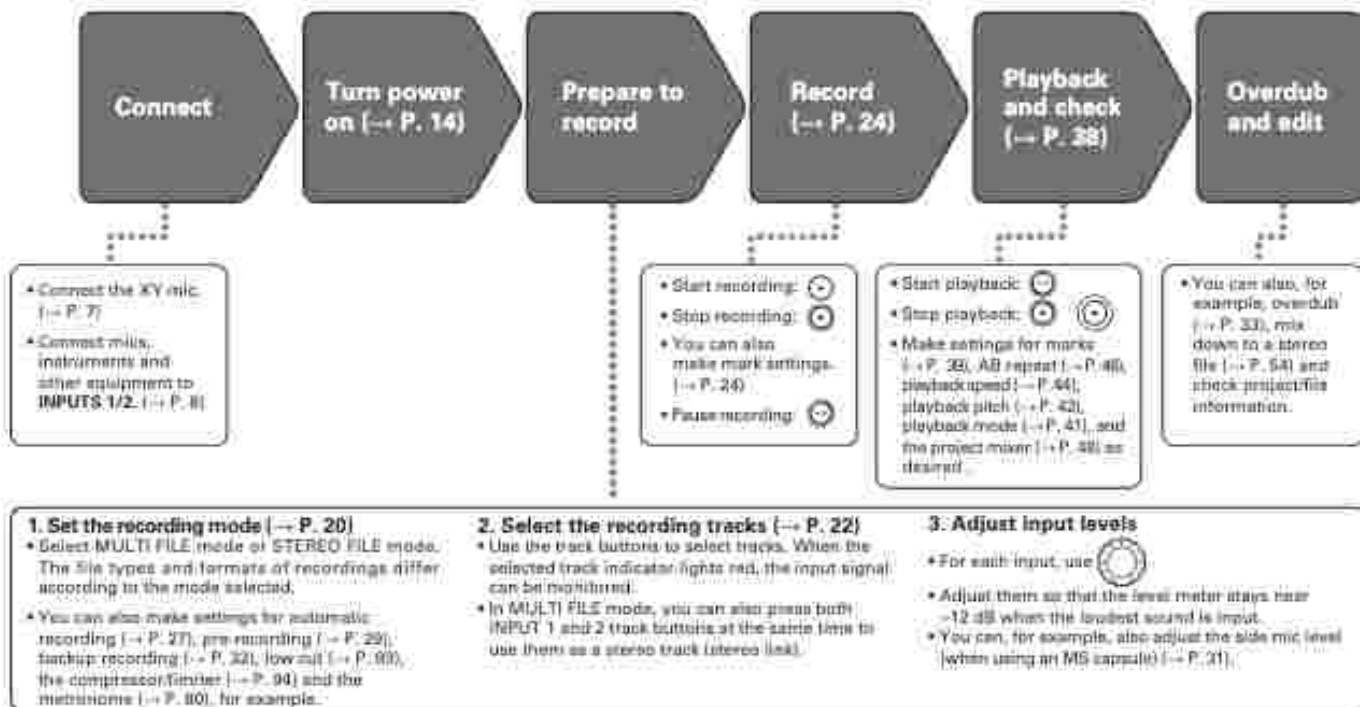 Connect
Turn power
on (→ P. 14)
Prepare to
record
Record
(→ P. 24)
Playback
and check
(→ P. 38)
Overdub
and edit
• Connect the XY mic.
(→ P. 7)
• Connect mics,
instruments and
other equipment to
INPUTS 1/2. (→ P. 8)
• Start recording:
• Stop recording:
• You can also
make mark settings.
(→ P. 24)
• Pause recording:
• Start playback:
• Stop playback:
• Make settings for marks
(→ P. 39), AB repeat (→ P. 46),
playback speed (→ P. 44),
playback pitch (→ P. 42),
playback mode (→ P. 41), and
the project mixer (→ P. 48) as
desired.
• You can also, for
example, overdub
(→ P. 33), mix
down to a stereo
file (→ P. 54) and
check project/file
information.
1. Set the recording mode (→ P. 20)
• Select MULTI FILE mode or STEREO FILE mode.
The file types and formats of recordings differ
according to the mode selected.
• You can also make settings for automatic
recording (→ P. 27), pre-recording (→ P. 29),
backup recording (→ P. 32), low cut (→ P. 93),
the compressor/limiter (→ P. 94) and the
metronome (→ P. 80), for example.
2. Select the recording tracks (→ P. 22)
• Use the track buttons to select tracks. When the
selected track indicator lights red, the input signal
can be monitored.
• In MULTI FILE mode, you can also press both
INPUT 1 and 2 track buttons at the same time to
use them as a stereo track (stereo link).
3. Adjust input levels
• For each input, use
• Adjust them so that the level meter stays near
–12 dB when the loudest sound is input.
• You can, for example, also adjust the side mic level
(when using an MS capsule) (→ P. 31).